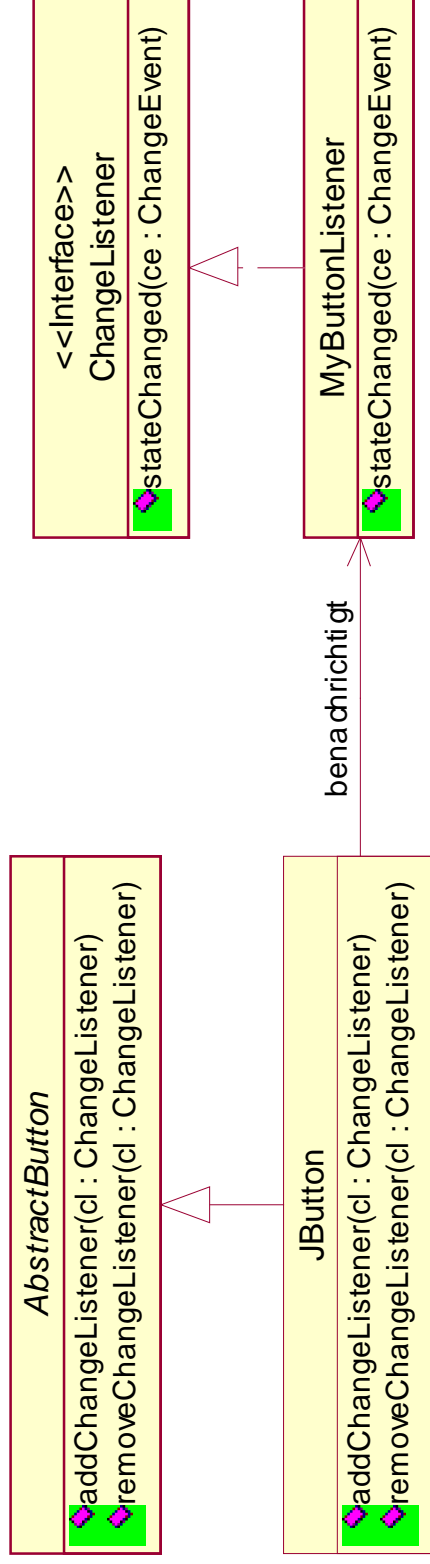 AbstractButton
addChangeListener(cl : ChangeListener)
removeChangeListener(cl : ChangeListener)
<<Interface>>
ChangeListener
stateChanged(ce : ChangeEvent)
JButton
addChangeListener(cl : ChangeListener)
removeChangeListener(cl : ChangeListener)
benachrichtigt
MyButtonListener
stateChanged(ce : ChangeEvent)